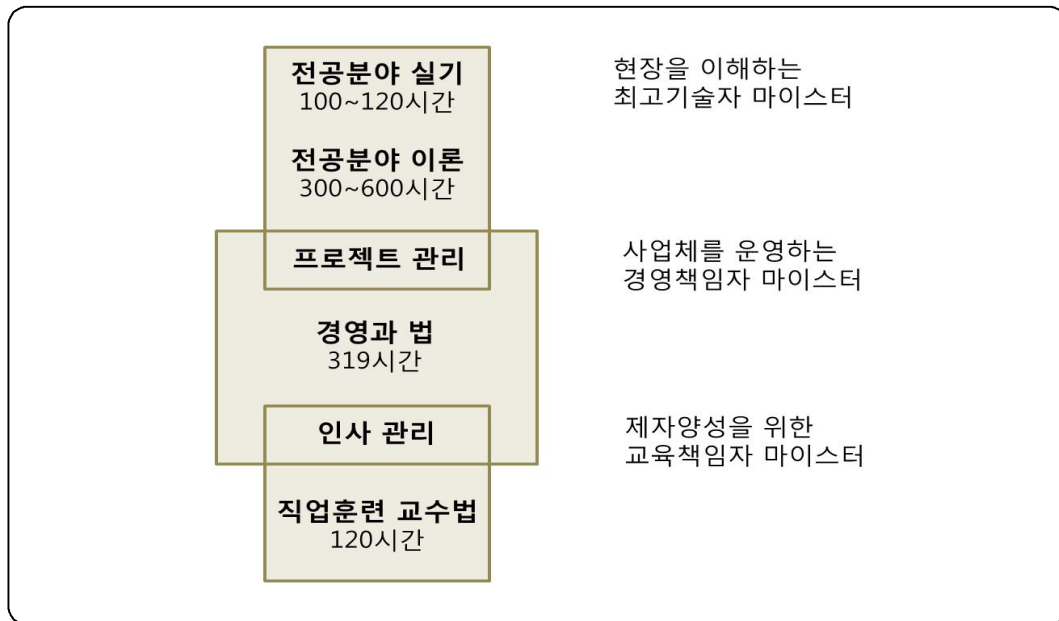 전공분야 실기
100~120시간
현장을 이해하는
최고기술자 마이스터
전공분야 이론
300~600시간
프로젝트 관리
사업체를 운영하는
경영책임자 마이스터
경영과 법
319시간
인사 관리
제자양성을 위한
교육책임자 마이스터
직업훈련 교수법
120시간